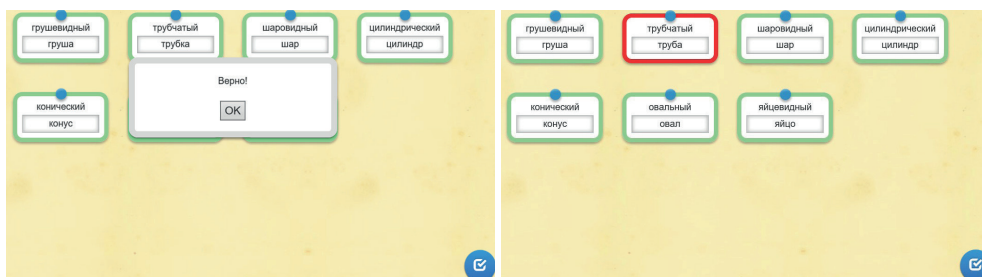 грушевидный
груша
трубчатый
трубка
шаровидный
шар
цилиндрический
цилиндр
Верно!
OK
конический
конус
грушевидный
груша
трубчатый
труба
шаровидный
шар
цилиндрический
цилиндр
конический
конус
овальный
овал
яйцевидный
яйцо